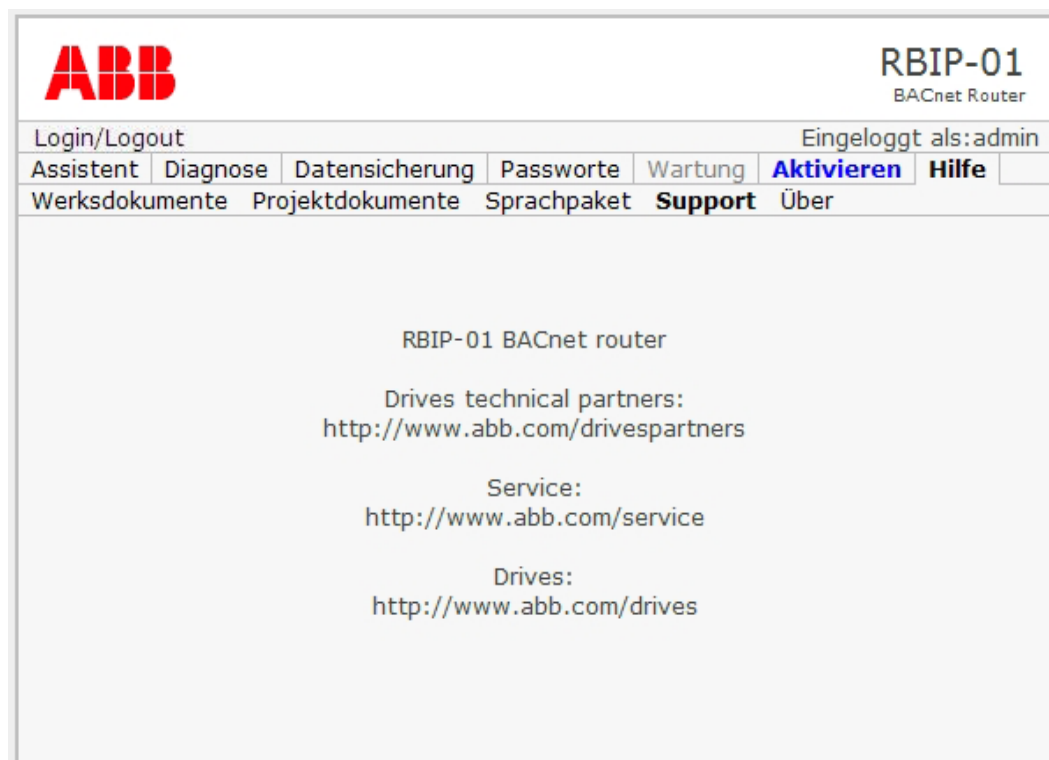 ABB
RBIP-01
BACnet Router
Login/Logout Eingeloggt als:admin
Assistent Diagnose Datensicherung Passworte Wartung Aktivieren Hilfe
Werksdokumente Projektdokumente Sprachpaket Support Über
RBIP-01 BACnet router
Drives technical partners:
http://www.abb.com/drivespartners
Service:
http://www.abb.com/service
Drives:
http://www.abb.com/drives